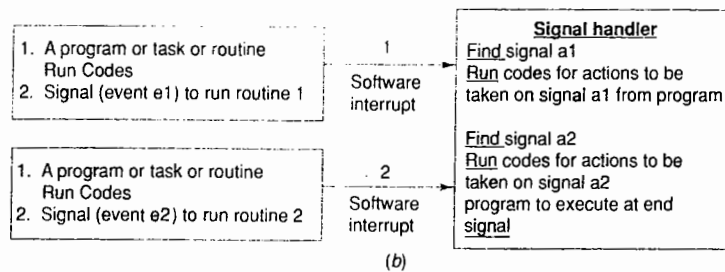 1. A program or task or routine
Run Codes
2. Signal (event e1) to run routine 1
1
Software
interrupt
1. A program or task or routine
Run Codes
2. Signal (event e2) to run routine 2
2
Software
interrupt
Signal handler
Find signal a1
Run codes for actions to be
taken on signal a1 from program
Find signal a2
Run codes for actions to be
taken on signal a2
program to execute at end
signal
(b)